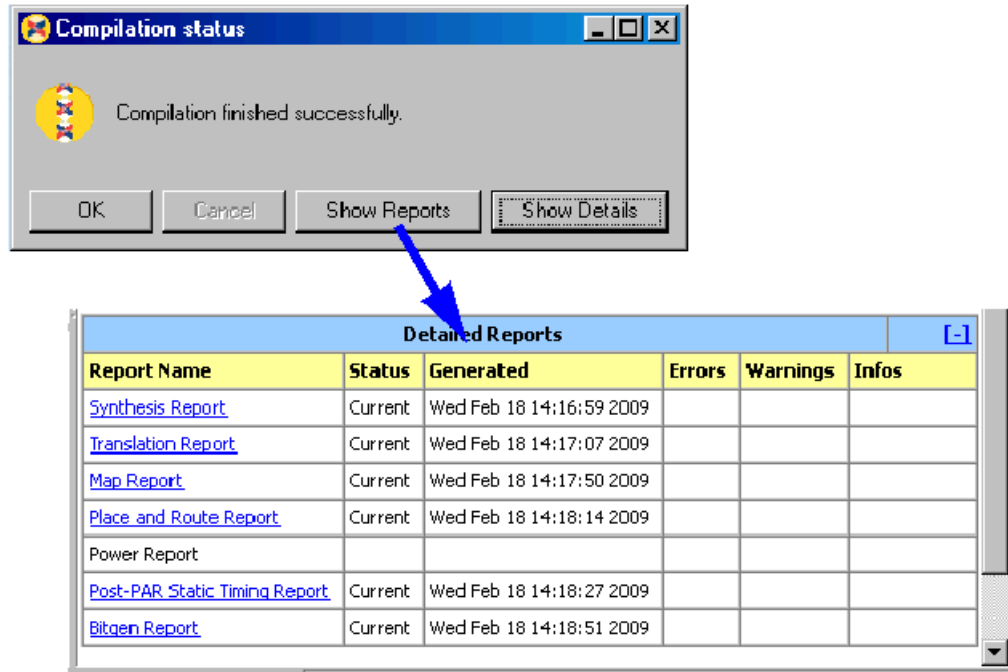 Compilation status
Compilation finished successfully.
OK Cancel Show Reports Show Details
Detailed Reports [-]
Report Name Status Generated Errors Warnings Infos
Synthesis Report Current Wed Feb 18 14:16:59 2009
Translation Report Current Wed Feb 18 14:17:07 2009
Map Report Current Wed Feb 18 14:17:50 2009
Place and Route Report Current Wed Feb 18 14:18:14 2009
Power Report
Post-PAR Static Timing Report Current Wed Feb 18 14:18:27 2009
Bitgen Report Current Wed Feb 18 14:18:51 2009